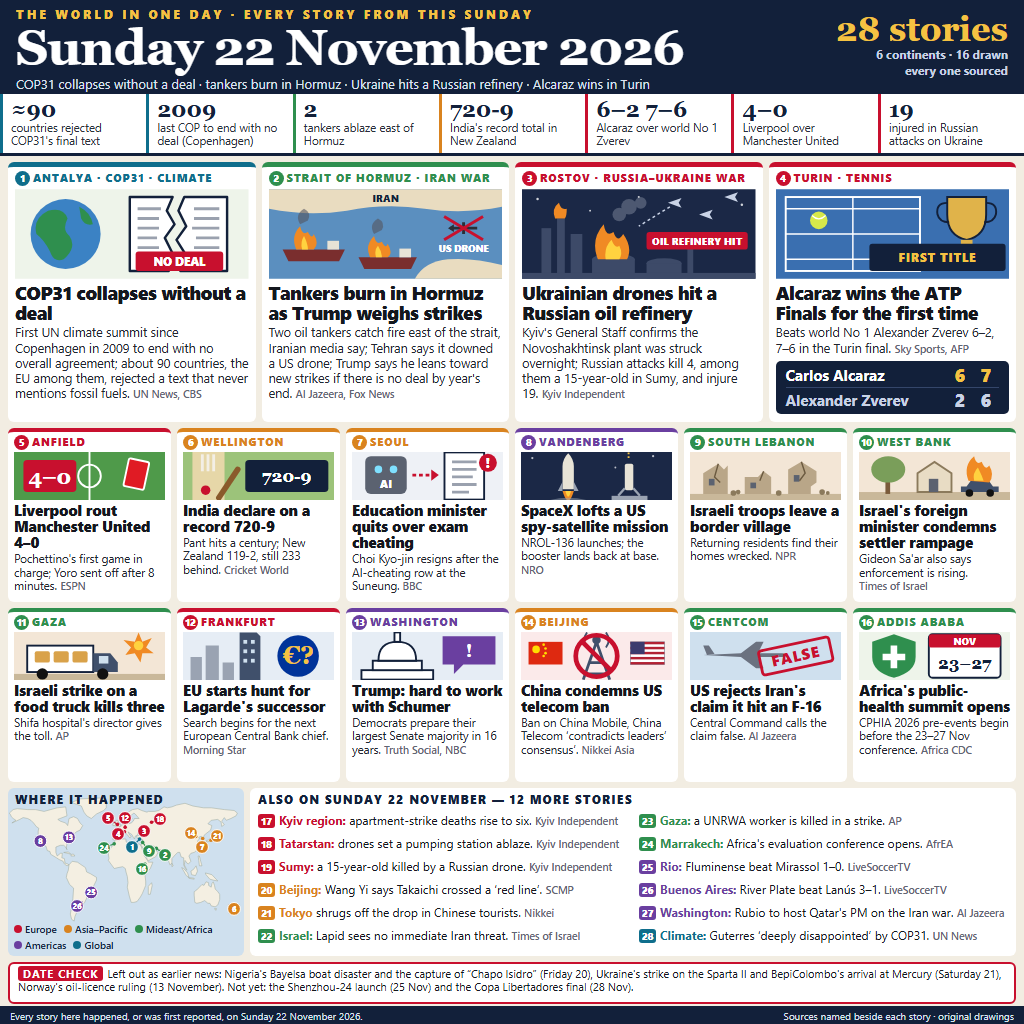 THE WORLD IN ONE DAY · EVERY STORY FROM THIS SUNDAY
Sunday 22 November 2026
COP31 collapses without a deal · tankers burn in Hormuz · Ukraine hits a Russian refinery · Alcaraz wins in Turin
28 stories
6 continents · 16 drawn
every one sourced
≈90
countries rejected
COP31's final text
2009
last COP to end with no
deal (Copenhagen)
2
tankers ablaze east of
Hormuz
720-9
India's record total in
New Zealand
6–2 7–6
Alcaraz over world No 1
Zverev
4–0
Liverpool over
Manchester United
19
injured in Russian
attacks on Ukraine
1 ANTALYA · COP31 · CLIMATE
NO DEAL
COP31 collapses without a
deal
First UN climate summit since
Copenhagen in 2009 to end with no
overall agreement; about 90 countries, the
EU among them, rejected a text that never
mentions fossil fuels. UN News, CBS
2 STRAIT OF HORMUZ · IRAN WAR
IRAN
US DRONE
Tankers burn in Hormuz
as Trump weighs strikes
Two oil tankers catch fire east of the strait,
Iranian media say; Tehran says it downed
a US drone; Trump says he leans toward
new strikes if there is no deal by year's
end. Al Jazeera, Fox News
3 ROSTOV · RUSSIA–UKRAINE WAR
OIL REFINERY HIT
Ukrainian drones hit a
Russian oil refinery
Kyiv's General Staff confirms the
Novoshakhtinsk plant was struck
overnight; Russian attacks kill 4, among
them a 15-year-old in Sumy, and injure
19. Kyiv Independent
4 TURIN · TENNIS
FIRST TITLE
Alcaraz wins the ATP
Finals for the first time
Beats world No 1 Alexander Zverev 6–2,
7–6 in the Turin final. Sky Sports, AFP
Carlos Alcaraz 6 7
Alexander Zverev 2 6
5 ANFIELD
4–0
Liverpool rout
Manchester United
4–0
Pochettino's first game in
charge; Yoro sent off after 8
minutes. ESPN
6 WELLINGTON
720-9
India declare on a
record 720-9
Pant hits a century; New
Zealand 119-2, still 233
behind. Cricket World
7 SEOUL
AI
!
Education minister
quits over exam
cheating
Choi Kyo-jin resigns after the
AI-cheating row at the
Suneung. BBC
8 VANDENBERG
SpaceX lofts a US
spy-satellite mission
NROL-136 launches; the
booster lands back at base.
NRO
9 SOUTH LEBANON
Israeli troops leave a
border village
Returning residents find their
homes wrecked. NPR
10 WEST BANK
Israel's foreign
minister condemns
settler rampage
Gideon Sa'ar also says
enforcement is rising.
Times of Israel
11 GAZA
Israeli strike on a
food truck kills three
Shifa hospital's director gives
the toll. AP
12 FRANKFURT
€?
EU starts hunt for
Lagarde's successor
Search begins for the next
European Central Bank chief.
Morning Star
13 WASHINGTON
!
Trump: hard to work
with Schumer
Democrats prepare their
largest Senate majority in 16
years. Truth Social, NBC
14 BEIJING
China condemns US
telecom ban
Ban on China Mobile, China
Telecom ‘contradicts leaders’
consensus’. Nikkei Asia
15 CENTCOM
FALSE
US rejects Iran's
claim it hit an F-16
Central Command calls the
claim false. Al Jazeera
16 ADDIS ABABA
NOV
23–27
Africa's public-
health summit opens
CPHIA 2026 pre-events begin
before the 23–27 Nov
conference. Africa CDC
WHERE IT HAPPENED
5 12 18
4 3
8 13
14 21
7
24 1 9 2
16
25
26
6
Europe Asia–Pacific Mideast/Africa
Americas Global
ALSO ON SUNDAY 22 NOVEMBER — 12 MORE STORIES
17 Kyiv region: apartment-strike deaths rise to six. Kyiv Independent
18 Tatarstan: drones set a pumping station ablaze. Kyiv Independent
19 Sumy: a 15-year-old killed by a Russian drone. Kyiv Independent
20 Beijing: Wang Yi says Takaichi crossed a ‘red line’. SCMP
21 Tokyo shrugs off the drop in Chinese tourists. Nikkei
22 Israel: Lapid sees no immediate Iran threat. Times of Israel
23 Gaza: a UNRWA worker is killed in a strike. AP
24 Marrakech: Africa's evaluation conference opens. AfrEA
25 Rio: Fluminense beat Mirassol 1–0. LiveSoccerTV
26 Buenos Aires: River Plate beat Lanús 3–1. LiveSoccerTV
27 Washington: Rubio to host Qatar's PM on the Iran war. Al Jazeera
28 Climate: Guterres ‘deeply disappointed’ by COP31. UN News
DATE CHECK Left out as earlier news: Nigeria's Bayelsa boat disaster and the capture of “Chapo Isidro” (Friday 20), Ukraine's strike on the Sparta II and BepiColombo's arrival at Mercury (Saturday 21),
Norway's oil-licence ruling (13 November). Not yet: the Shenzhou-24 launch (25 Nov) and the Copa Libertadores final (28 Nov).
Every story here happened, or was first reported, on Sunday 22 November 2026.
Sources named beside each story · original drawings